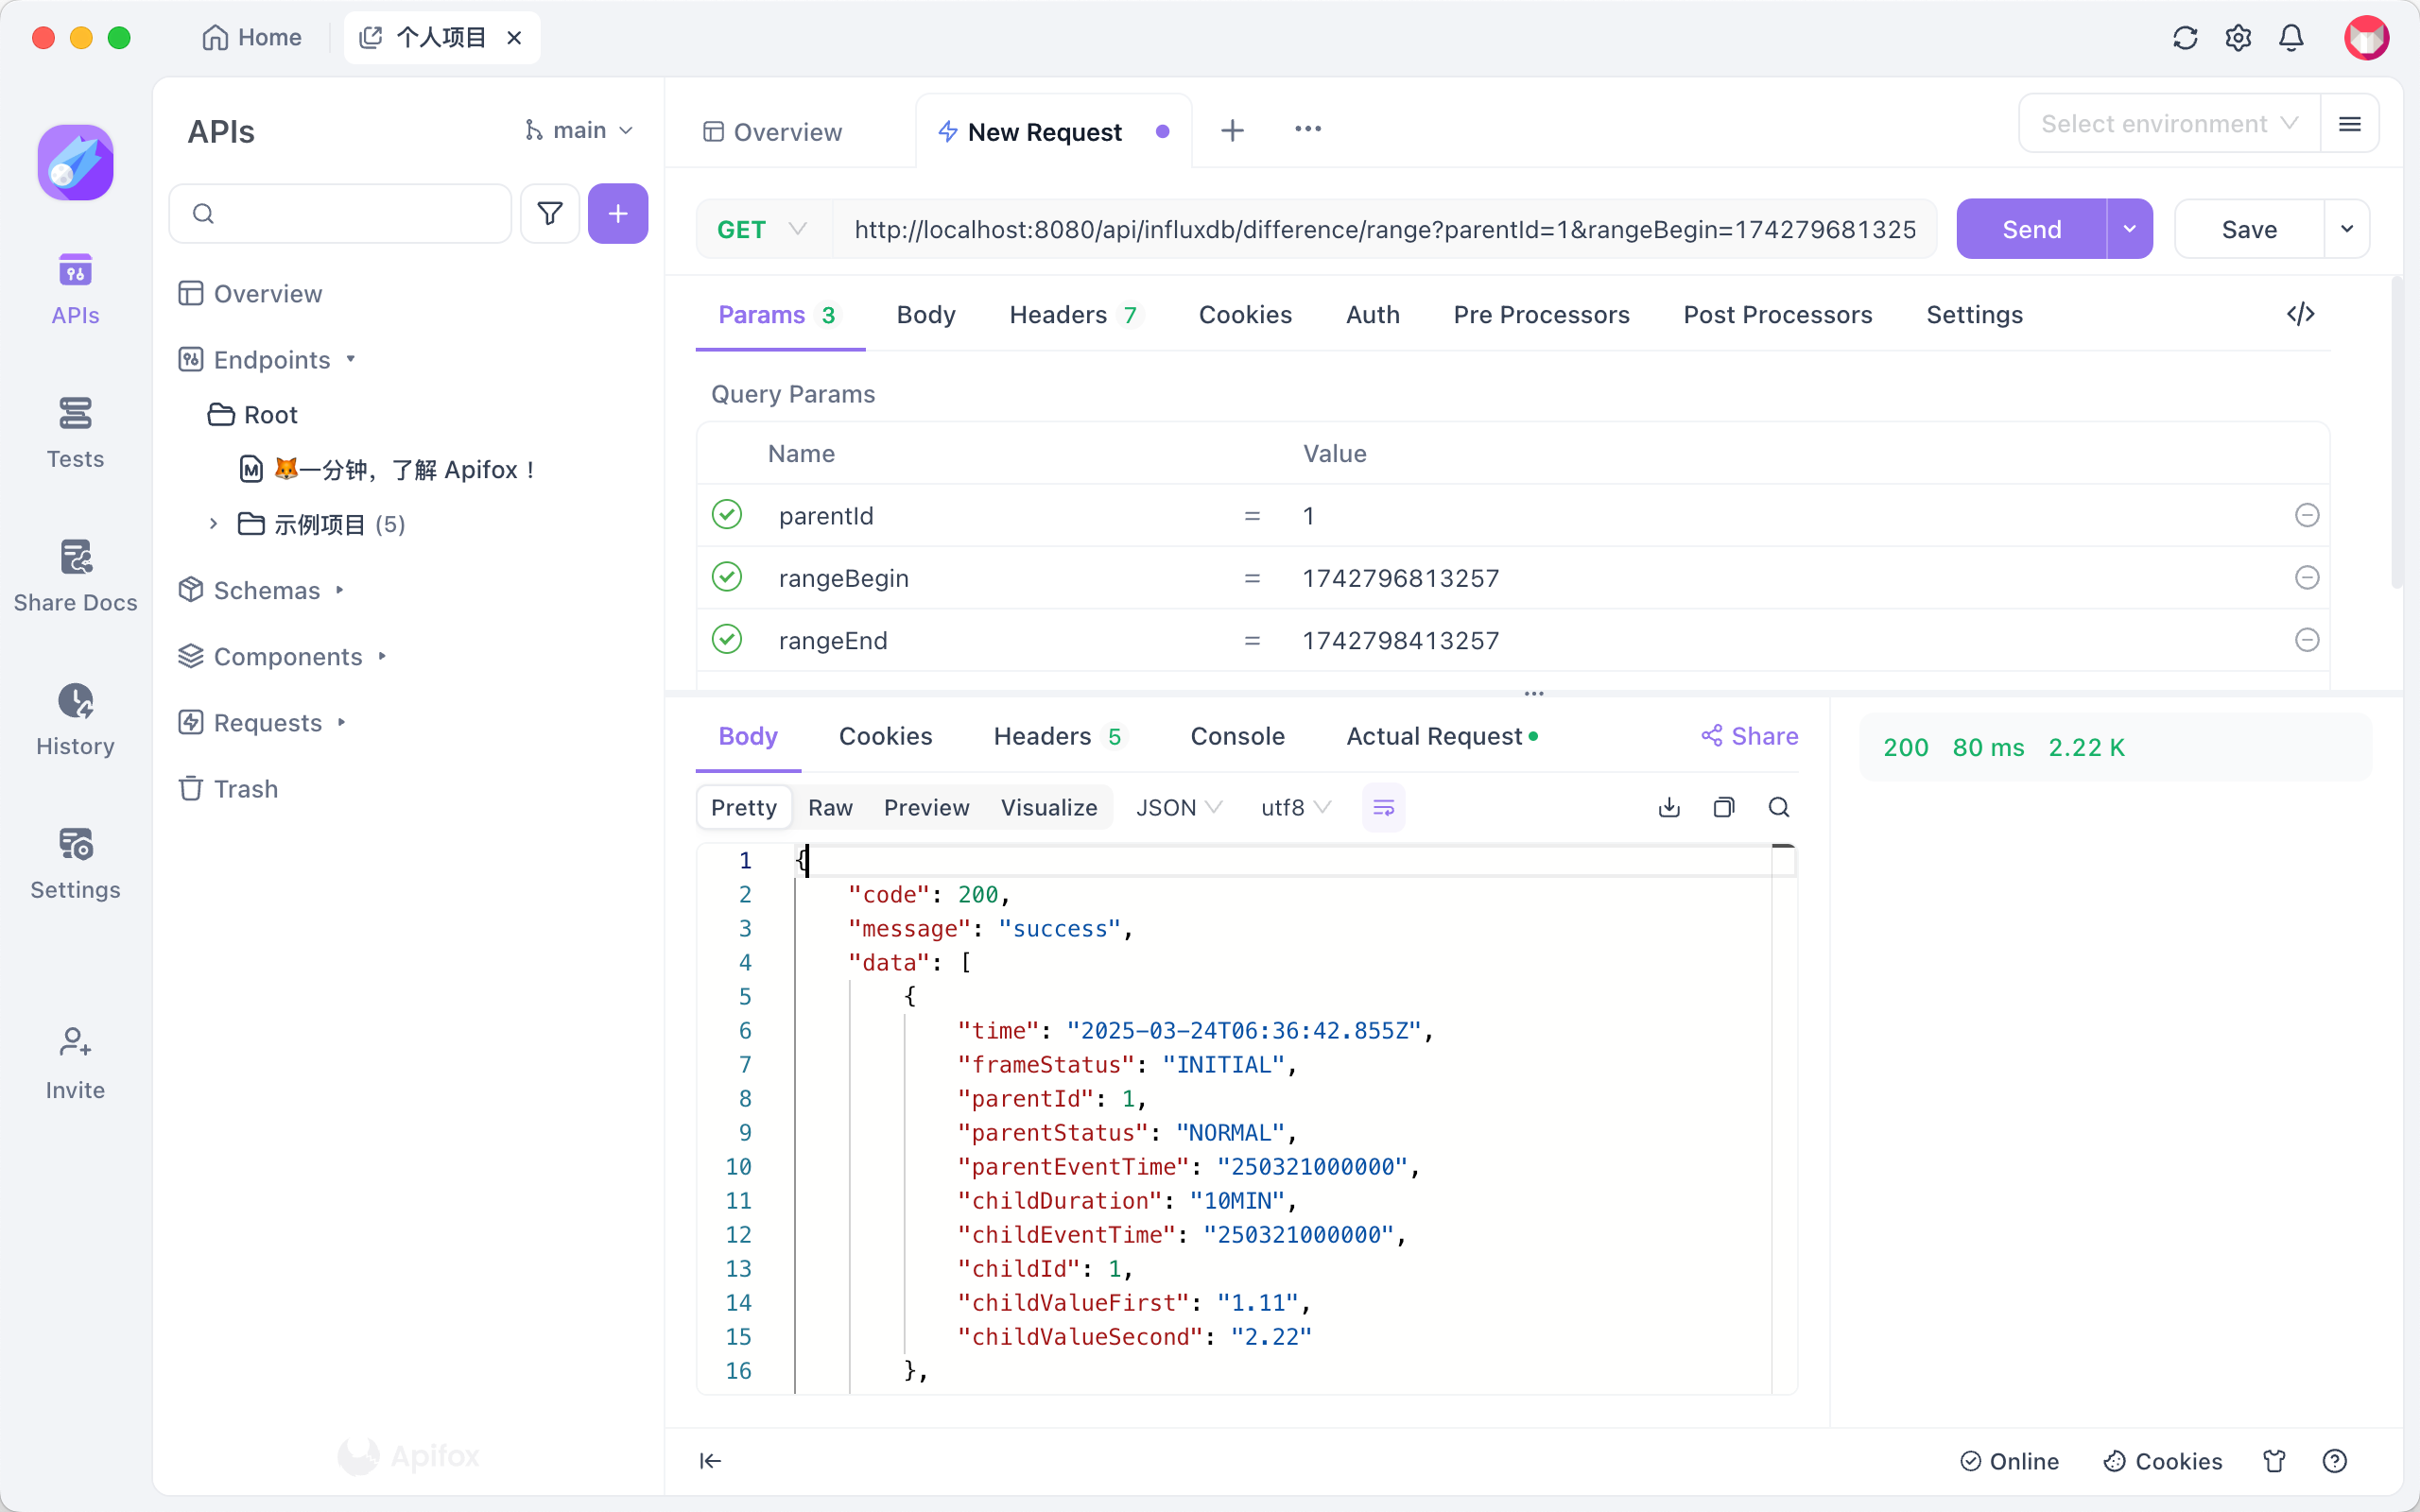 Home
个人项目
APIs
Tests
Share Docs
History
Settings
Invite
APIs
main
Overview
Endpoints
Root
一分钟，了解 Apifox！
示例项目 (5)
Schemas
Components
Requests
Trash
Apifox
Overview
New Request
Select environment
GET http://localhost:8080/api/influxdb/difference/range?parentId=1&rangeBegin=174279681325
Send
Save
Params 3 Body Headers 7 Cookies Auth Pre Processors Post Processors Settings
Query Params
Name Value
parentId = 1
rangeBegin = 1742796813257
rangeEnd = 1742798413257
Body Cookies Headers 5 Console Actual Request Share
200 80 ms 2.22 K
Pretty Raw Preview Visualize JSON utf8
1 {
2 "code": 200,
3 "message": "success",
4 "data": [
5 {
6 "time": "2025-03-24T06:36:42.855Z",
7 "frameStatus": "INITIAL",
8 "parentId": 1,
9 "parentStatus": "NORMAL",
10 "parentEventTime": "250321000000",
11 "childDuration": "10MIN",
12 "childEventTime": "250321000000",
13 "childId": 1,
14 "childValueFirst": "1.11",
15 "childValueSecond": "2.22"
16 },
Online
Cookies